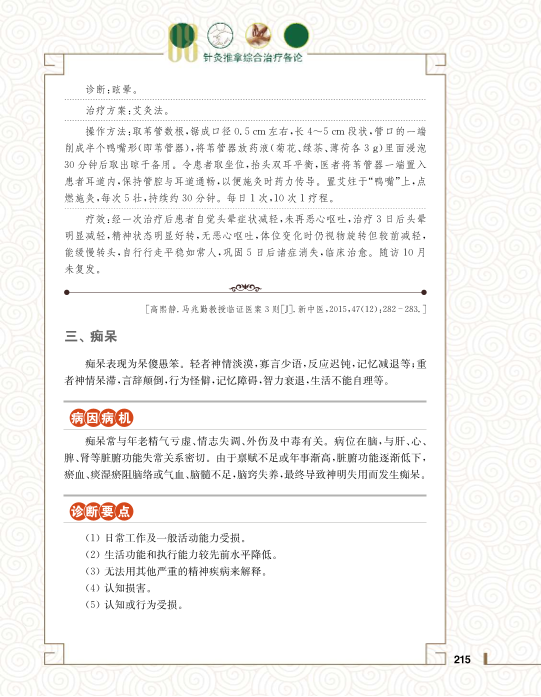 08
针灸推拿综合治疗各论
诊断:眩晕。
治疗方案:艾灸法。
操作方法:取苇管数根,锯成口径 0.5 cm 左右,长 4～5 cm 段状,管口的一端
削成半个鸭嘴形(即苇管器),将苇管器放药液(菊花、绿茶、薄荷各 3 g)里面浸泡
30 分钟后取出晾干备用。令患者取坐位,抬头双耳平衡,医者将苇管器一端置入
患者耳道内,保持管腔与耳道通畅,以便施灸时药力传导。置艾炷于“鸭嘴”上,点
燃施灸,每次 5 壮,持续约 30 分钟。每日 1 次,10 次 1 疗程。
疗效:经一次治疗后患者自觉头晕症状减轻,未再恶心呕吐,治疗 3 日后头晕
明显减轻,精神状态明显好转,无恶心呕吐,体位变化时仍视物旋转但较前减轻,
能缓慢转头,自行行走平稳如常人,巩固 5 日后诸症消失,临床治愈。随访 10 月
未复发。
[高熙静.马兆勤教授临证医案 3 则[J].新中医,2015,47(12):282-283.]
三、痴呆
痴呆表现为呆傻愚笨。轻者神情淡漠,寡言少语,反应迟钝,记忆减退等;重
者神情呆滞,言辞颠倒,行为怪僻,记忆障碍,智力衰退,生活不能自理等。
病因病机
痴呆常与年老精气亏虚、情志失调、外伤及中毒有关。病位在脑,与肝、心、
脾、肾等脏腑功能失常关系密切。由于禀赋不足或年事渐高,脏腑功能逐渐低下,
瘀血、痰湿瘀阻脑络或气血、脑髓不足,脑窍失养,最终导致神明失用而发生痴呆。
诊断要点
(1) 日常工作及一般活动能力受损。
(2) 生活功能和执行能力较先前水平降低。
(3) 无法用其他严重的精神疾病来解释。
(4) 认知损害。
(5) 认知或行为受损。
215